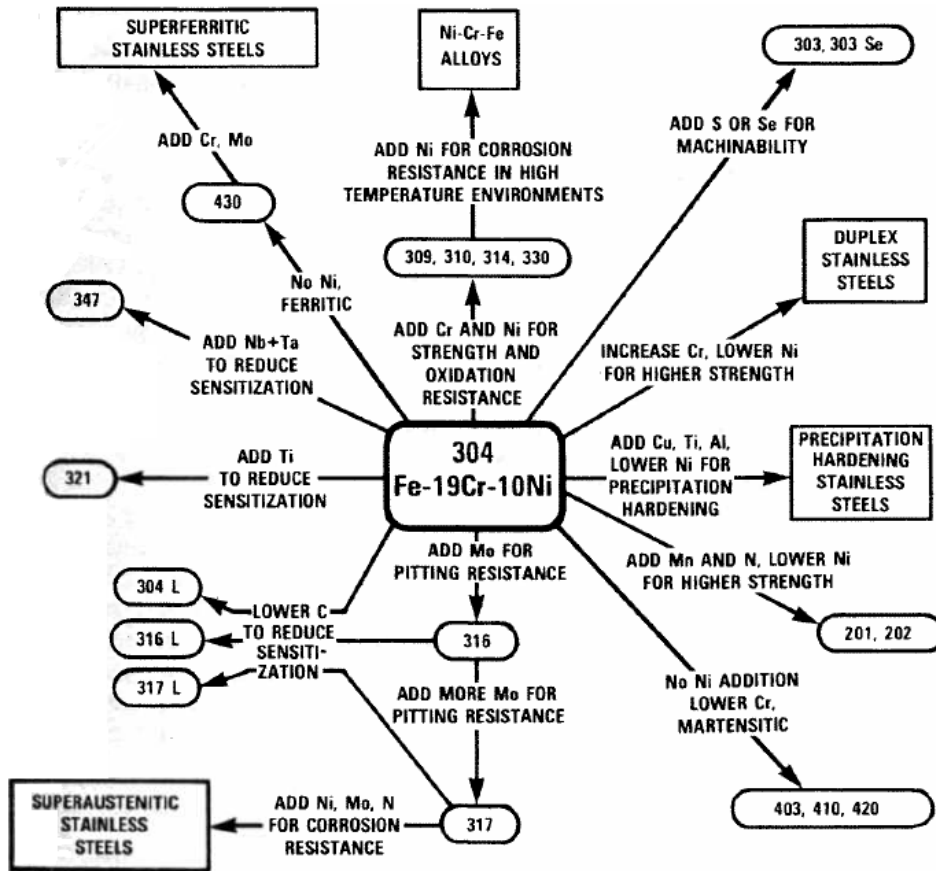 SUPERFERRITIC
STAINLESS STEELS
Ni-Cr-Fe
ALLOYS
303, 303 Se
ADD Cr, Mo
ADD S OR Se FOR
MACHINABILITY
ADD Ni FOR CORROSION
RESISTANCE IN HIGH
TEMPERATURE ENVIRONMENTS
430
DUPLEX
STAINLESS
STEELS
309, 310, 314, 330
No Ni,
FERRITIC
347
ADD Nb+Ta
TO REDUCE
SENSITIZATION
ADD Cr AND Ni FOR
STRENGTH AND
OXIDATION
RESISTANCE
INCREASE Cr, LOWER Ni
FOR HIGHER STRENGTH
304
Fe-19Cr-10Ni
ADD Ti
TO REDUCE
SENSITIZATION
321
ADD Cu, Ti, Al,
LOWER Ni FOR
PRECIPITATION
HARDENING
PRECIPITATION
HARDENING
STAINLESS
STEELS
ADD Mo FOR
PITTING RESISTANCE
ADD Mn AND N, LOWER Ni
FOR HIGHER STRENGTH
304 L
LOWER C
TO REDUCE
SENSITI-
ZATION
316 L
316
201, 202
317 L
ADD MORE Mo FOR
PITTING RESISTANCE
No Ni ADDITION
LOWER Cr,
MARTENSITIC
SUPERAUSTENITIC
STAINLESS
STEELS
ADD Ni, Mo, N
FOR CORROSION
RESISTANCE
317
403, 410, 420